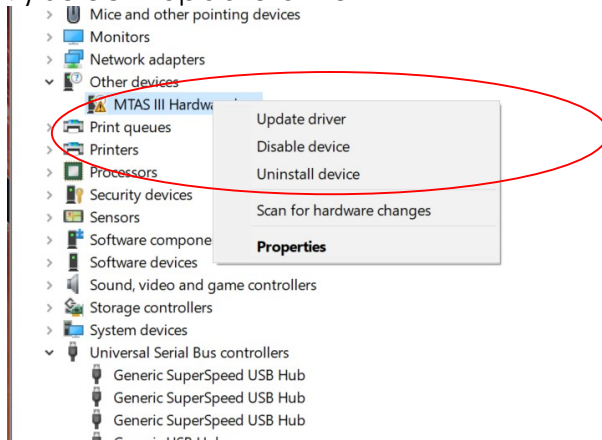 Mice and other pointing devices
Monitors
Network adapters
Other devices
MTAS III Hardwa
Update driver
Print queues
Disable device
Printers
Uninstall device
Processors
Security devices
Scan for hardware changes
Sensors
Software compone
Properties
Software devices
Sound, video and game controllers
Storage controllers
System devices
Universal Serial Bus controllers
Generic SuperSpeed USB Hub
Generic SuperSpeed USB Hub
Generic SuperSpeed USB Hub